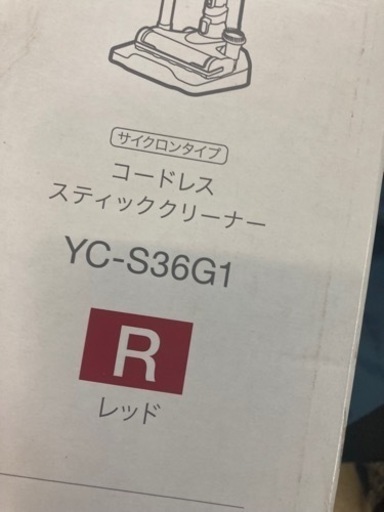 サイクロンタイプ
コードレス
スティッククリーナー
YC-S36G1
R
レッド